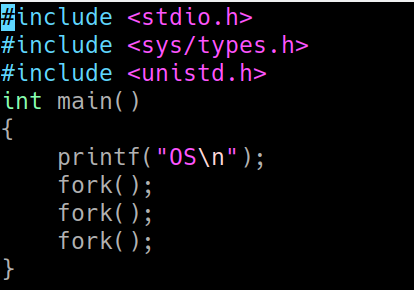 #include <stdio.h>
#include <sys/types.h>
#include <unistd.h>
int main()
{
    printf("OS\n");
    fork();
    fork();
    fork();
}